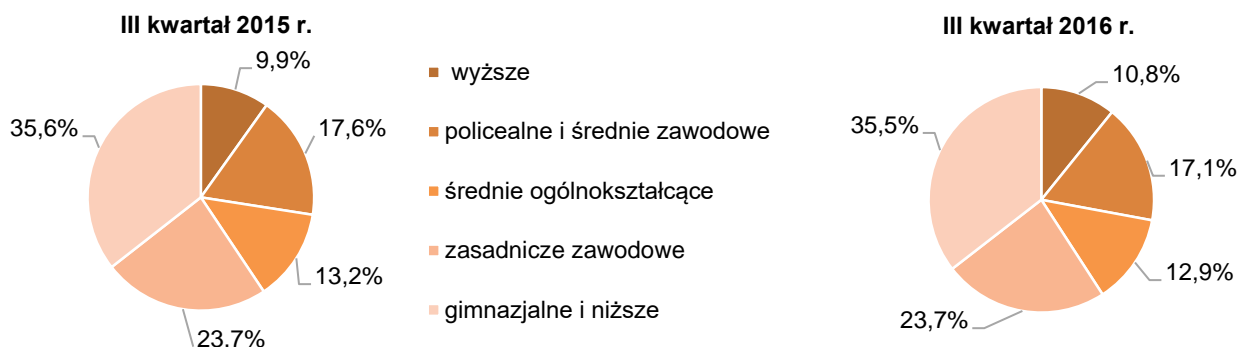 III kwartał 2015 r.
9,9%
17,6%
13,2%
23,7%
35,6%
wyższe
policealne i średnie zawodowe
średnie ogólnokształcące
zasadnicze zawodowe
gimnazjalne i niższe
III kwartał 2016 r.
10,8%
17,1%
12,9%
23,7%
35,5%